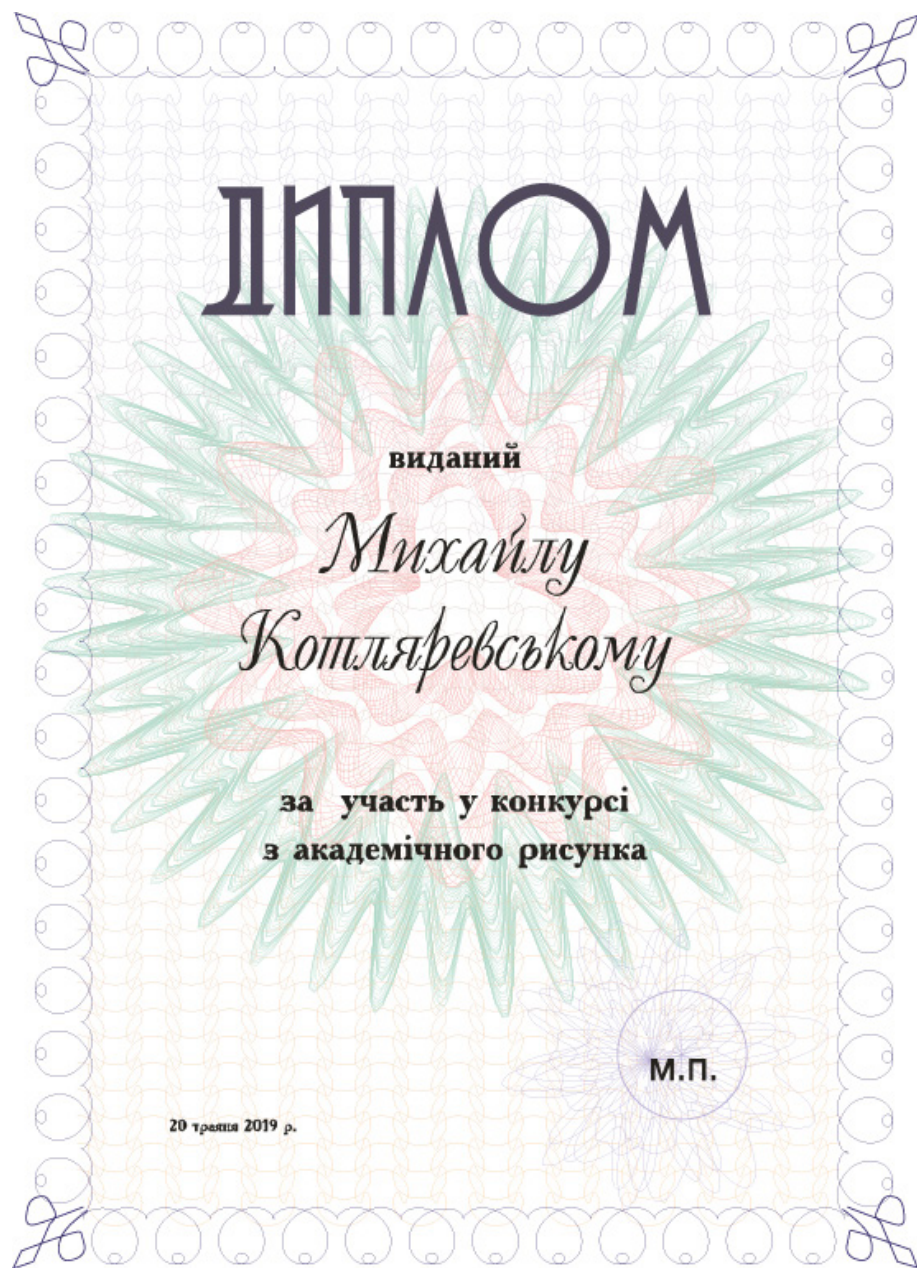 ДИПЛОМ
виданий
Михайлу
Котляревському
за участь у конкурсі
з академічного рисунка
М.П.
20 травня 2019 р.